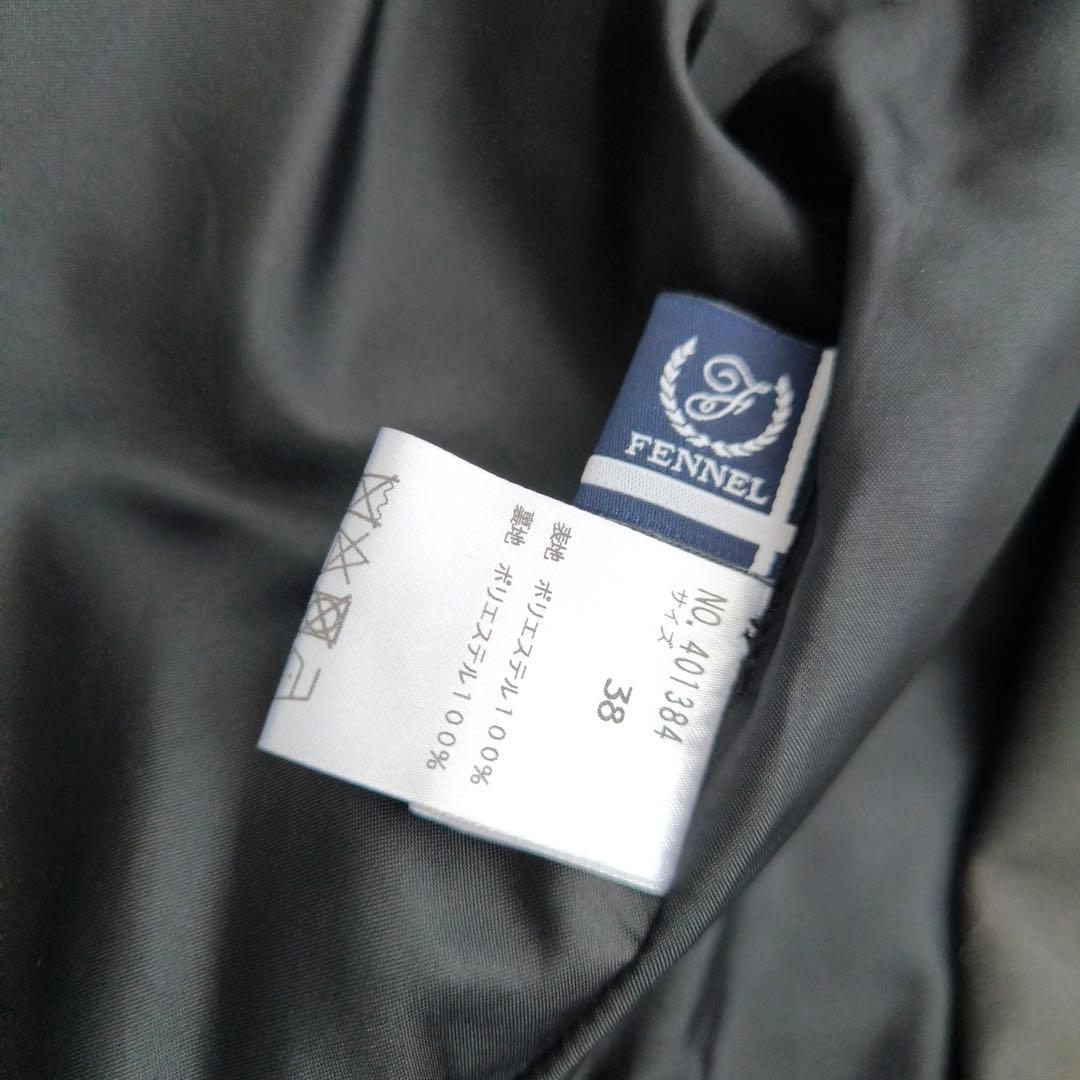 F
FENNEL
NO. 401384
サイズ
38
表地 ポリエステル100%
裏地 ポリエステル100%